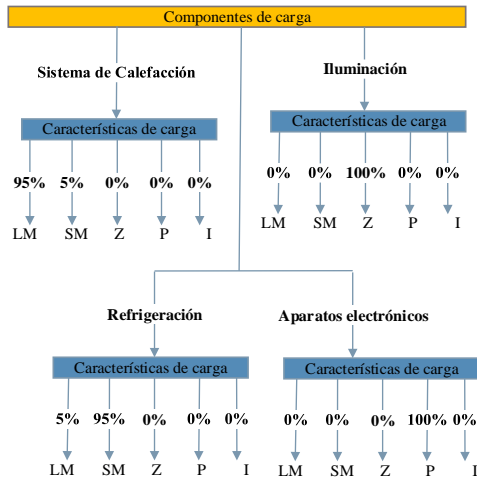 Componentes de carga
Sistema de Calefacción
Características de carga
95% 5% 0% 0% 0%
LM SM Z P I
Iluminación
Características de carga
0% 0% 100% 0% 0%
LM SM Z P I
Refrigeración
Características de carga
5% 95% 0% 0% 0%
LM SM Z P I
Aparatos electrónicos
Características de carga
0% 0% 0% 100% 0%
LM SM Z P I